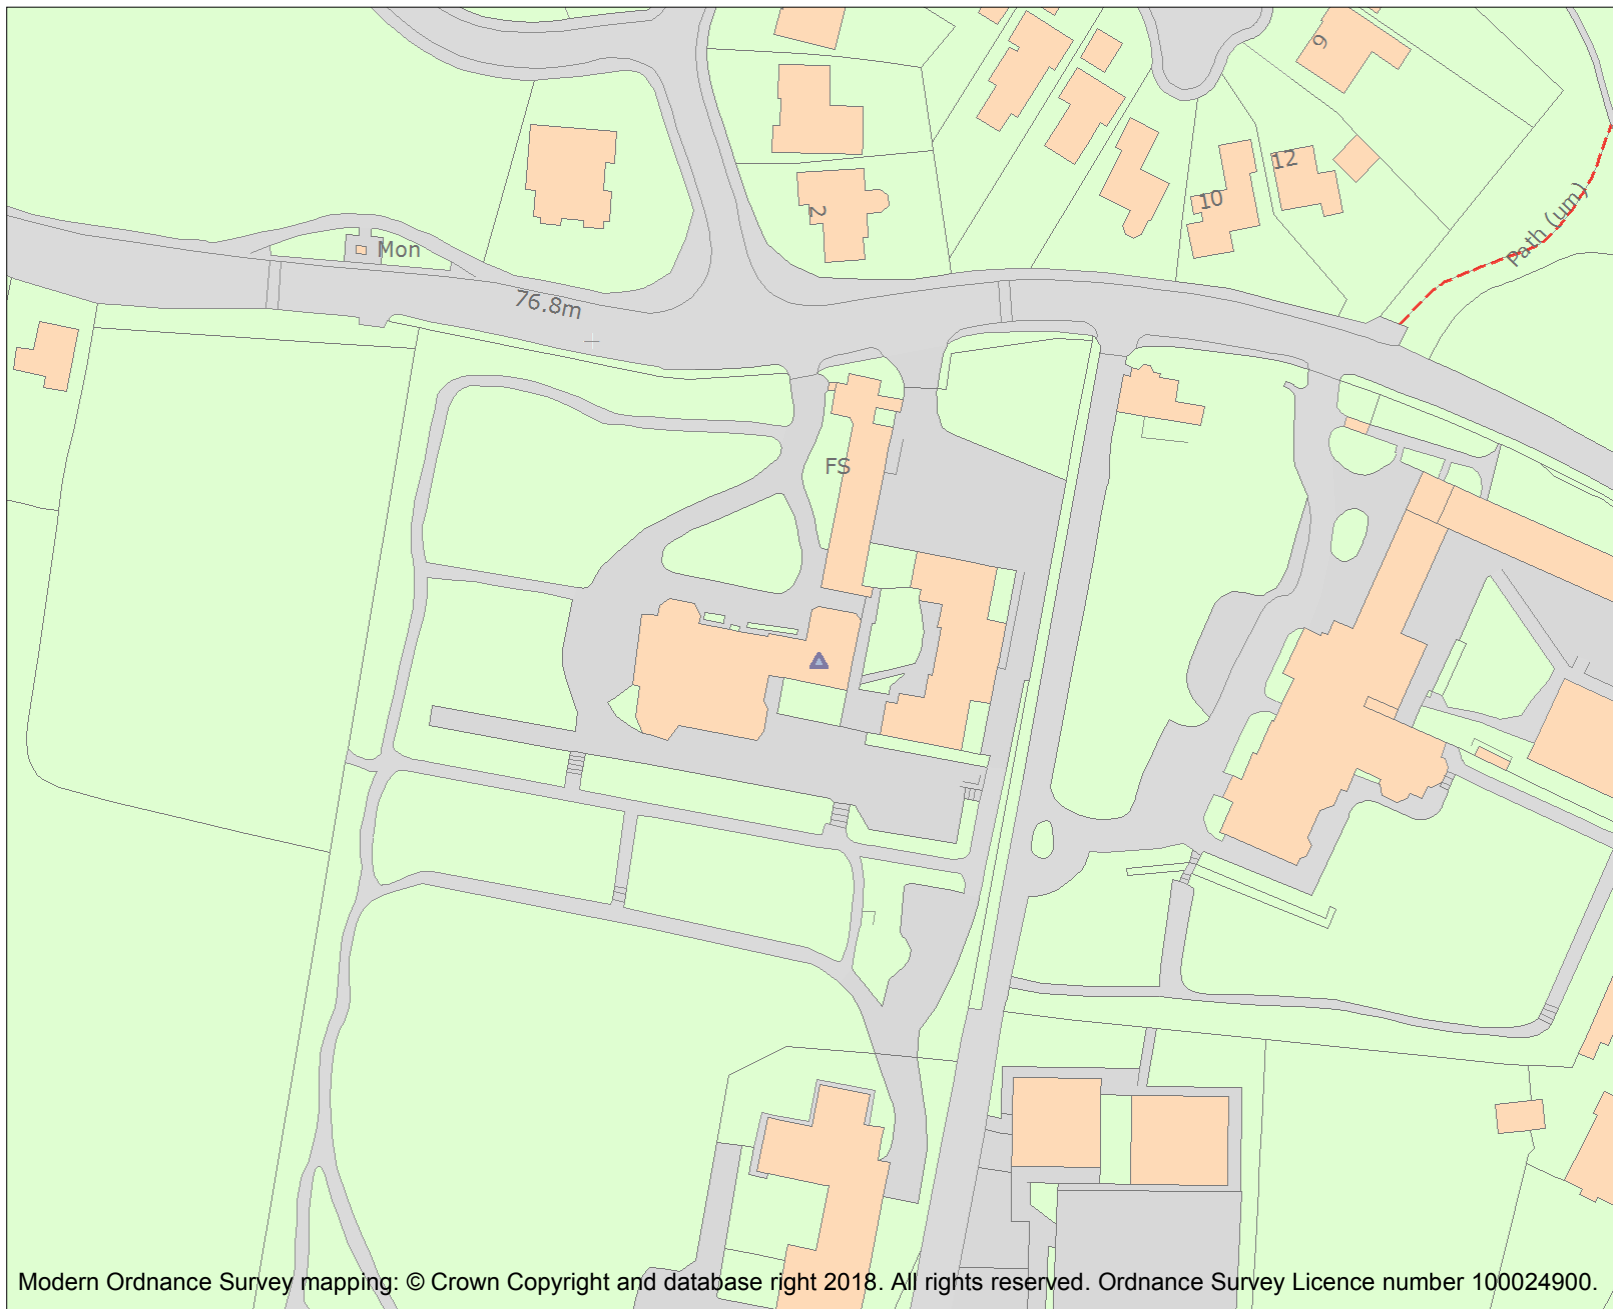 9
12
10
2
Path (um)
Mon
76.8m
FS
Modern Ordnance Survey mapping: © Crown Copyright and database right 2018. All rights reserved. Ordnance Survey Licence number 100024900.